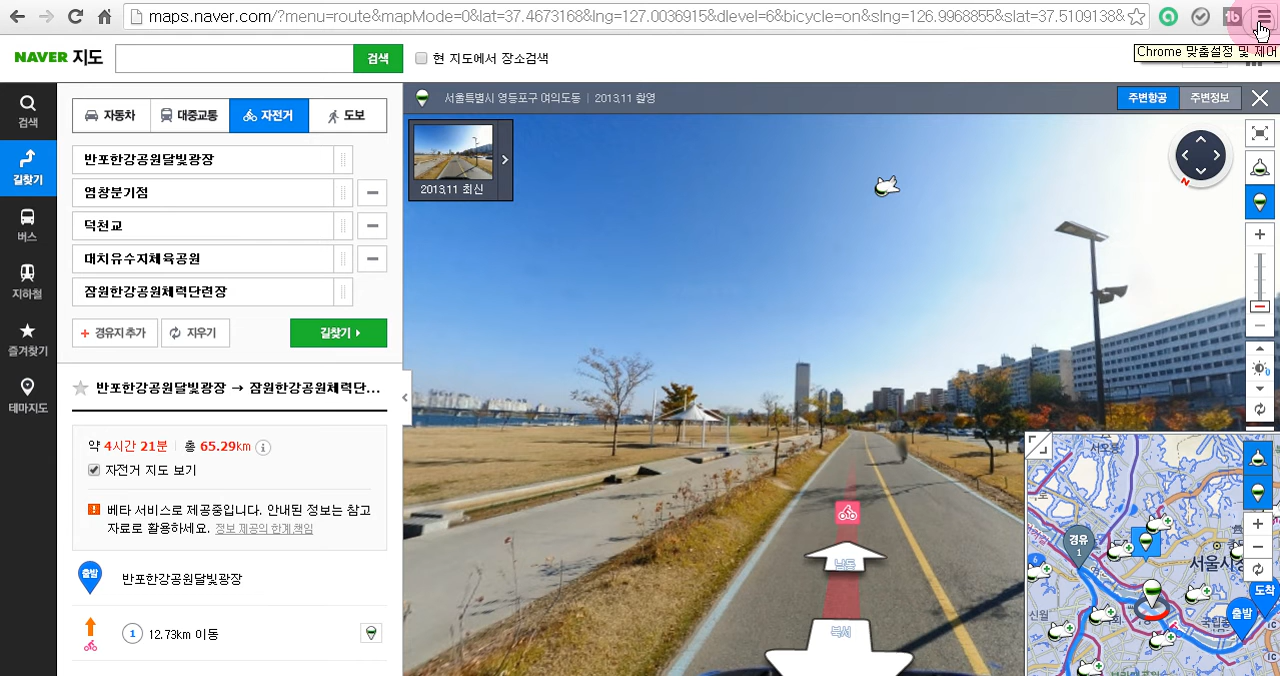 maps.naver.com/?menu=route&mapMode=0&lat=37.4673168&lng=127.0036915&dlevel=6&bicycle=on&slng=126.9968855&slat=37.5109138&
Chrome 맞춤설정 및 제어
NAVER 지도
검색
현 지도에서 장소검색
검색
길찾기
버스
지하철
즐겨찾기
테마지도
자동차
대중교통
자전거
도보
반포한강공원달빛광장
염창분기점
덕천교
대치유수지체육공원
잠원한강공원체력단련장
+ 경유지 추가
지우기
길찾기
반포한강공원달빛광장 → 잠원한강공원체력단...
약 4시간 21분 총 65.29km
자전거 지도 보기
베타 서비스로 제공중입니다. 안내된 정보는 참고
자료로 활용하세요. 정보 제공의 한계,책임
출발
반포한강공원달빛광장
1 12.73km 이동
서울특별시 영등포구 여의도동 2013.11 촬영
주변항공
주변정보
2013.11 최신
N
남동
북서
서오릉
경유
1
6
서울시청
도착
출발
신월